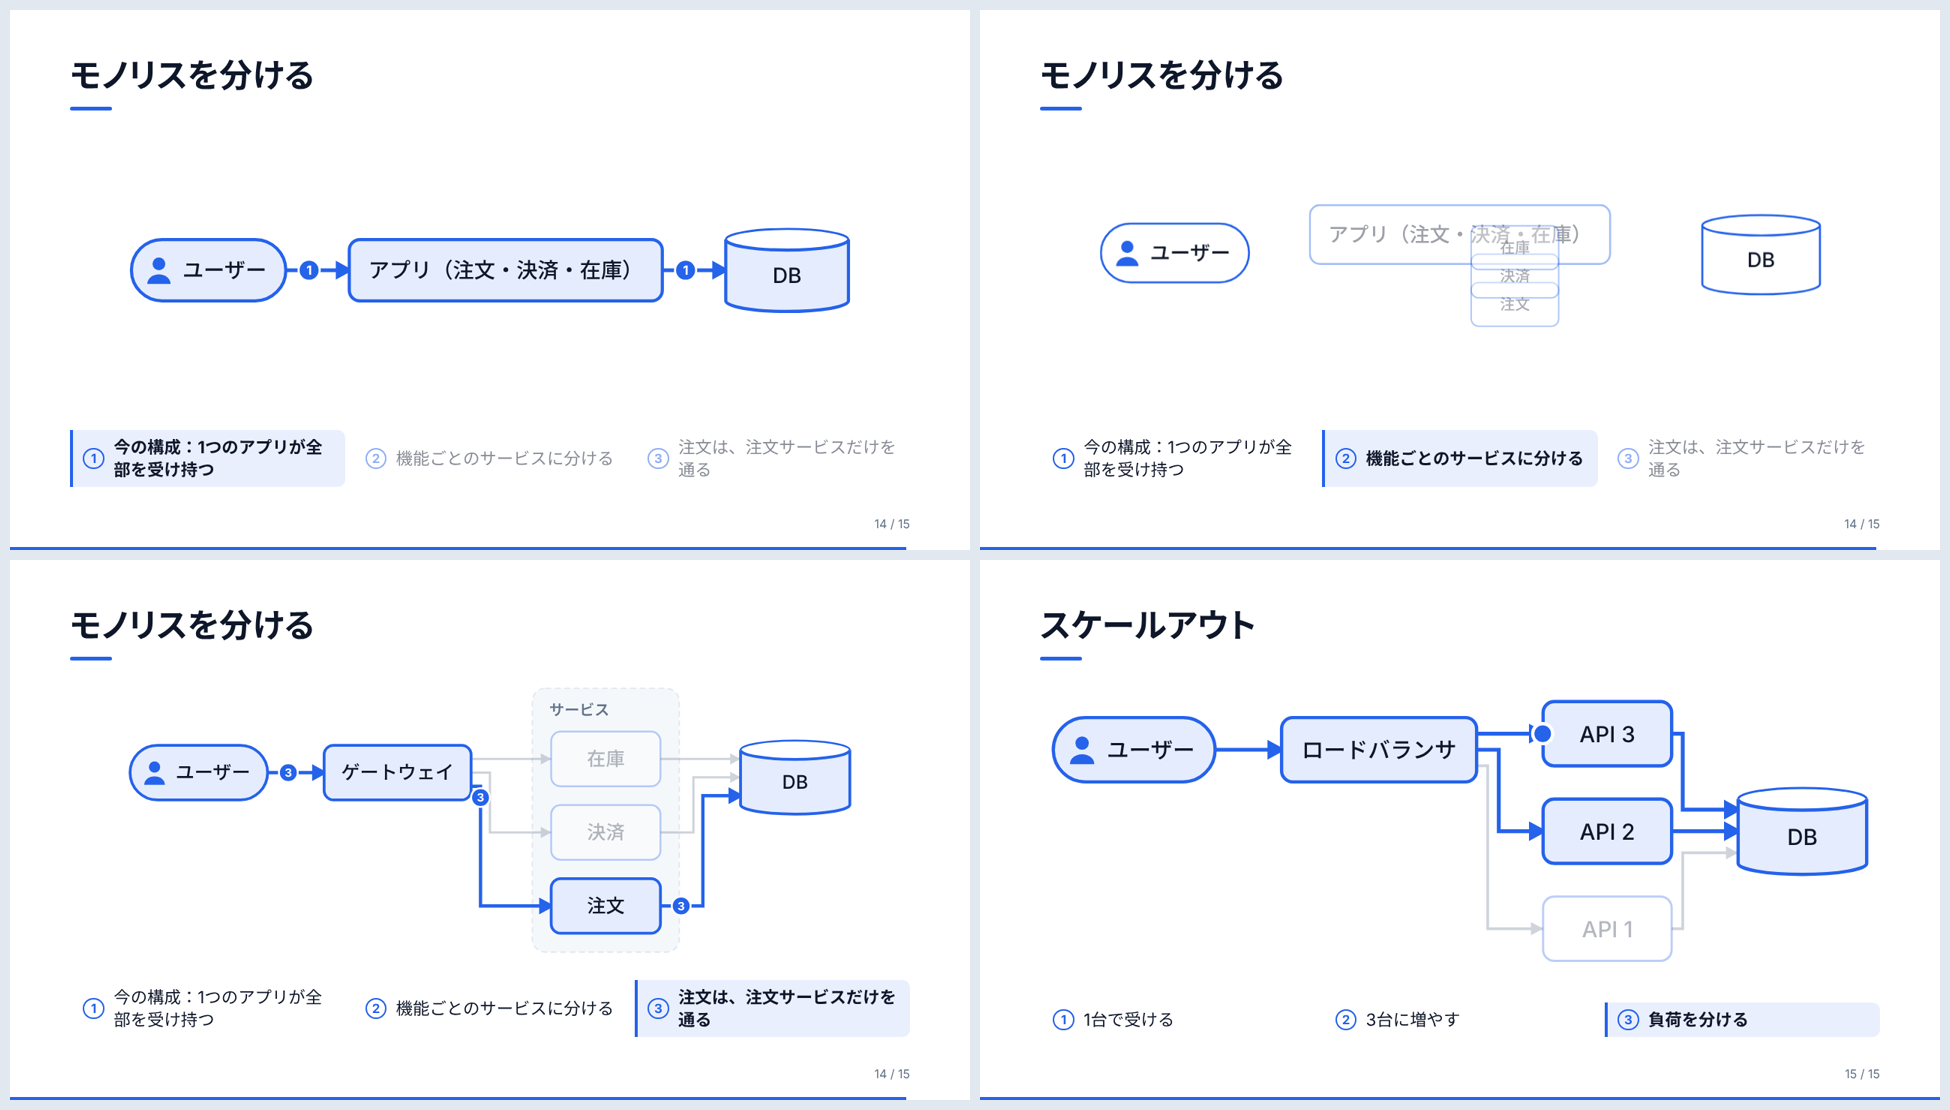 モノリスを分ける
ユーザー
1
アプリ（注文・決済・在庫）
1
DB
1 今の構成：1つのアプリが全
部を受け持つ
2 機能ごとのサービスに分ける
3 注文は、注文サービスだけを
通る
14 / 15
モノリスを分ける
ユーザー
アプリ（注文・決済・在庫）
在庫
決済
注文
DB
1 今の構成：1つのアプリが全
部を受け持つ
2 機能ごとのサービスに分ける
3 注文は、注文サービスだけを
通る
14 / 15
モノリスを分ける
サービス
ユーザー
3
ゲートウェイ
3
在庫
決済
注文
3
DB
1 今の構成：1つのアプリが全
部を受け持つ
2 機能ごとのサービスに分ける
3 注文は、注文サービスだけを
通る
14 / 15
スケールアウト
ユーザー
ロードバランサ
API 3
API 2
API 1
DB
1 1台で受ける
2 3台に増やす
3 負荷を分ける
15 / 15